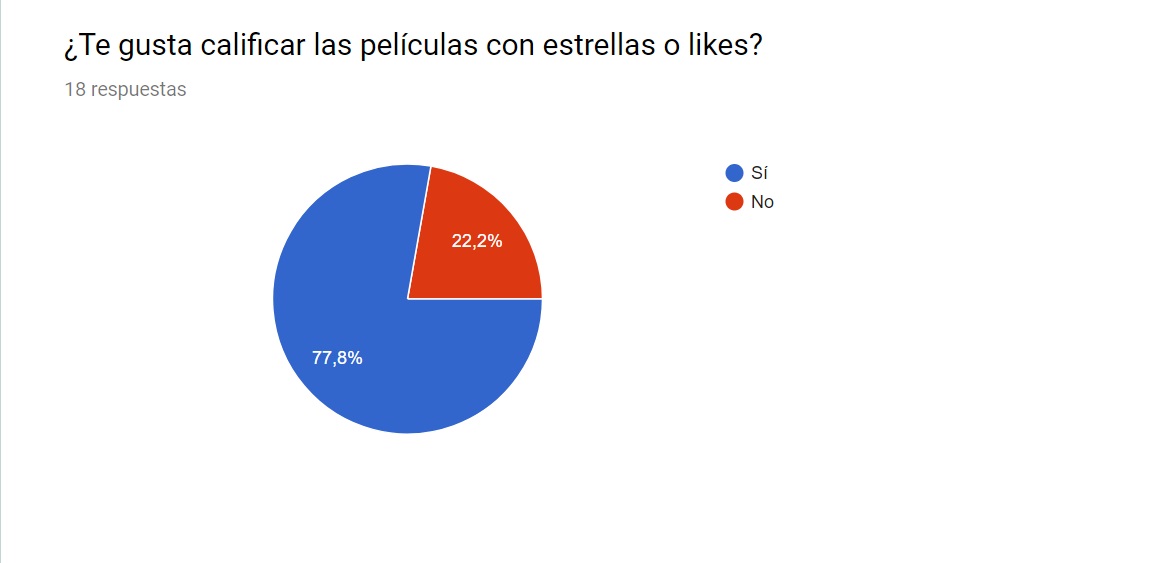 ¿Te gusta calificar las películas con estrellas o likes?
18 respuestas
Sí
No
22,2%
77,8%